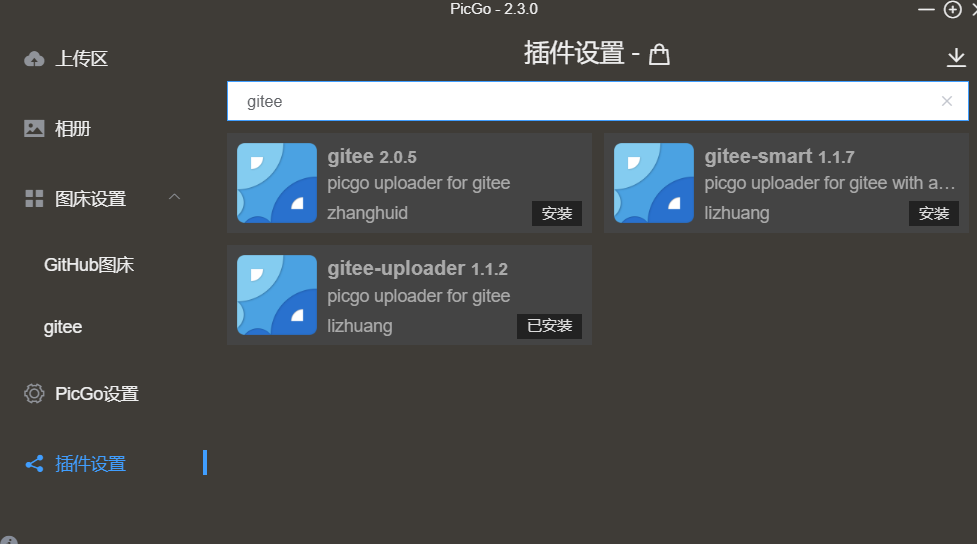 PicGo - 2.3.0
上传区
相册
图床设置
GitHub图床
gitee
PicGo设置
插件设置
插件设置 -
gitee
gitee 2.0.5
picgo uploader for gitee
zhanghuid
安装
gitee-smart 1.1.7
picgo uploader for gitee with a…
lizhuang
安装
gitee-uploader 1.1.2
picgo uploader for gitee
lizhuang
已安装